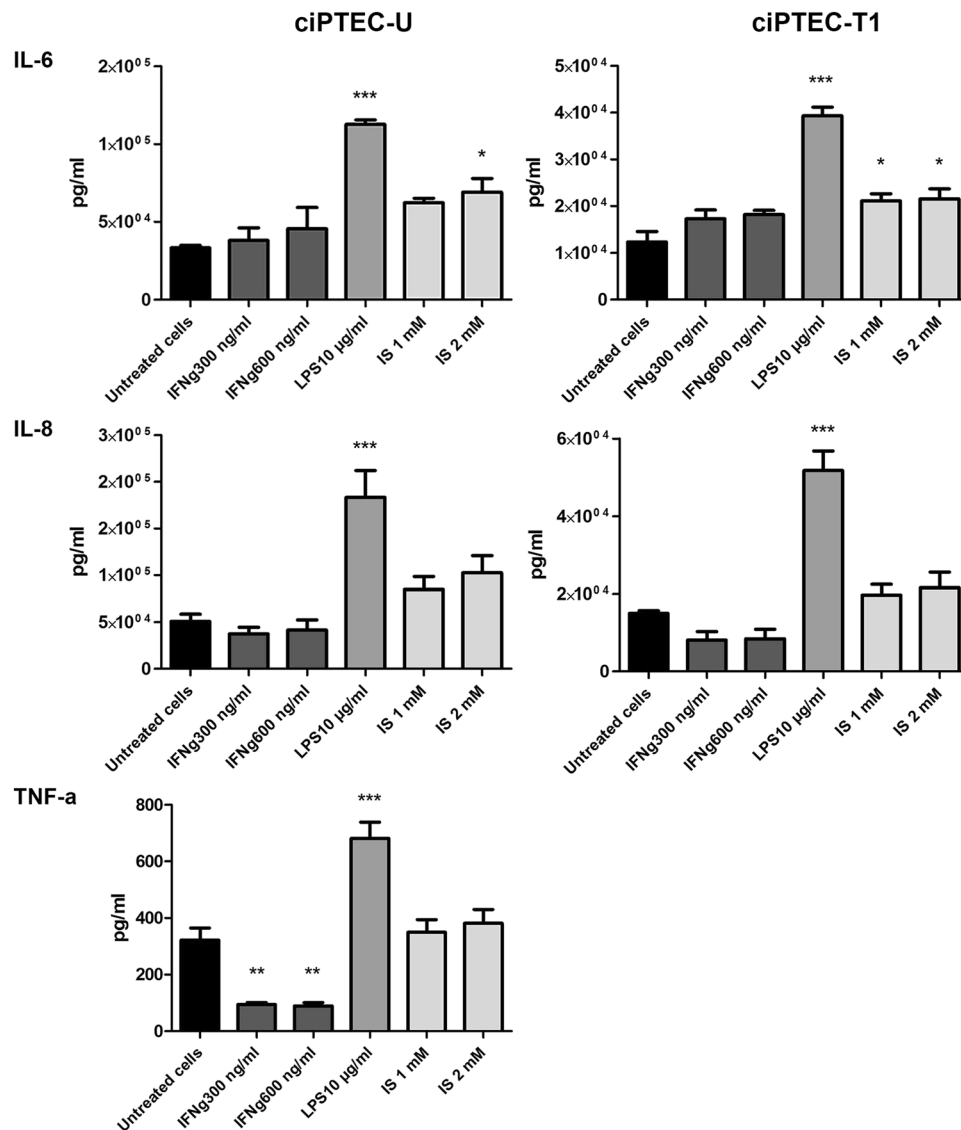 ciPTEC-U
ciPTEC-T1
IL-6
2×10⁰⁵
1×10⁰⁵
5×10⁰⁴
0
pg/ml
***
*
Untreated cells
IFNg300 ng/ml
IFNg600 ng/ml
LPS10 µg/ml
IS 1 mM
IS 2 mM
5×10⁰⁴
4×10⁰⁴
3×10⁰⁴
2×10⁰⁴
1×10⁰⁴
0
pg/ml
***
*
*
Untreated cells
IFNg300 ng/ml
IFNg600 ng/ml
LPS10 µg/ml
IS 1 mM
IS 2 mM
IL-8
3×10⁰⁵
2×10⁰⁵
2×10⁰⁵
1×10⁰⁵
5×10⁰⁴
0
pg/ml
***
Untreated cells
IFNg300 ng/ml
IFNg600 ng/ml
LPS10 µg/ml
IS 1 mM
IS 2 mM
6×10⁰⁴
4×10⁰⁴
2×10⁰⁴
0
pg/ml
***
Untreated cells
IFNg300 ng/ml
IFNg600 ng/ml
LPS10 µg/ml
IS 1 mM
IS 2 mM
TNF-a
800
600
400
200
0
pg/ml
**
**
***
Untreated cells
IFNg300 ng/ml
IFNg600 ng/ml
LPS10 µg/ml
IS 1 mM
IS 2 mM